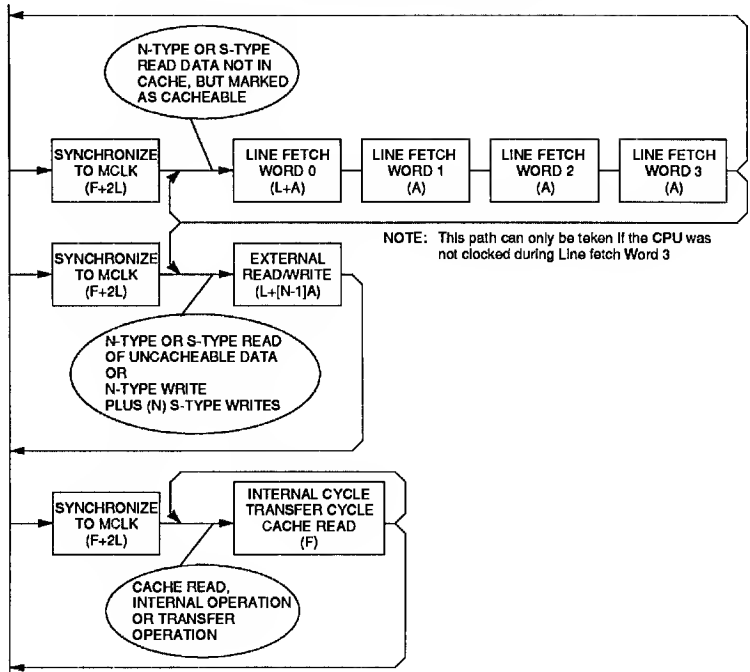 N-TYPE OR S-TYPE
READ DATA NOT IN
CACHE, BUT MARKED
AS CACHEABLE
SYNCHRONIZE
TO MCLK
(F+2L)
LINE FETCH
WORD 0
(L+A)
LINE FETCH
WORD 1
(A)
LINE FETCH
WORD 2
(A)
LINE FETCH
WORD 3
(A)
NOTE: This path can only be taken if the CPU was
not clocked during Line fetch Word 3
SYNCHRONIZE
TO MCLK
(F+2L)
EXTERNAL
READ/WRITE
(L+[N-1]A)
N-TYPE OR S-TYPE READ
OF UNCACHEABLE DATA
OR
N-TYPE WRITE
PLUS (N) S-TYPE WRITES
SYNCHRONIZE
TO MCLK
(F+2L)
INTERNAL CYCLE
TRANSFER CYCLE
CACHE READ
(F)
CACHE READ,
INTERNAL OPERATION
OR TRANSFER
OPERATION